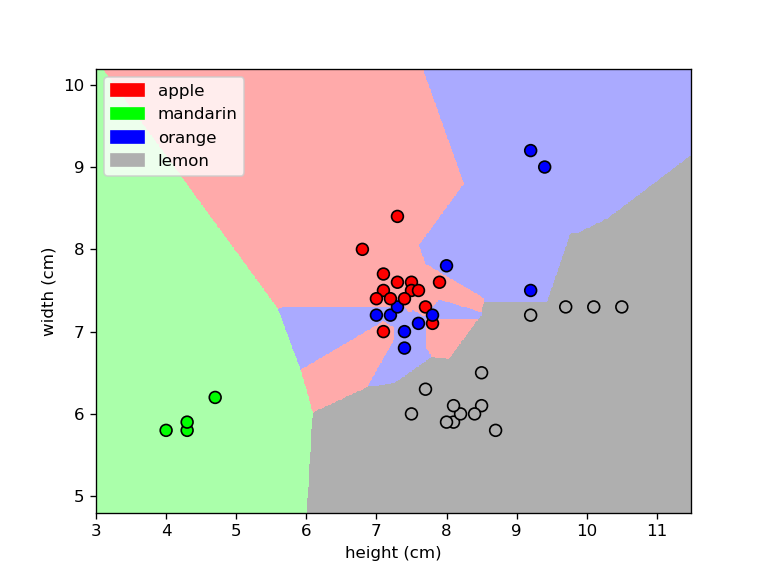 apple
mandarin
orange
lemon
10
9
8
7
6
5
width (cm)
3 4 5 6 7 8 9 10 11
height (cm)